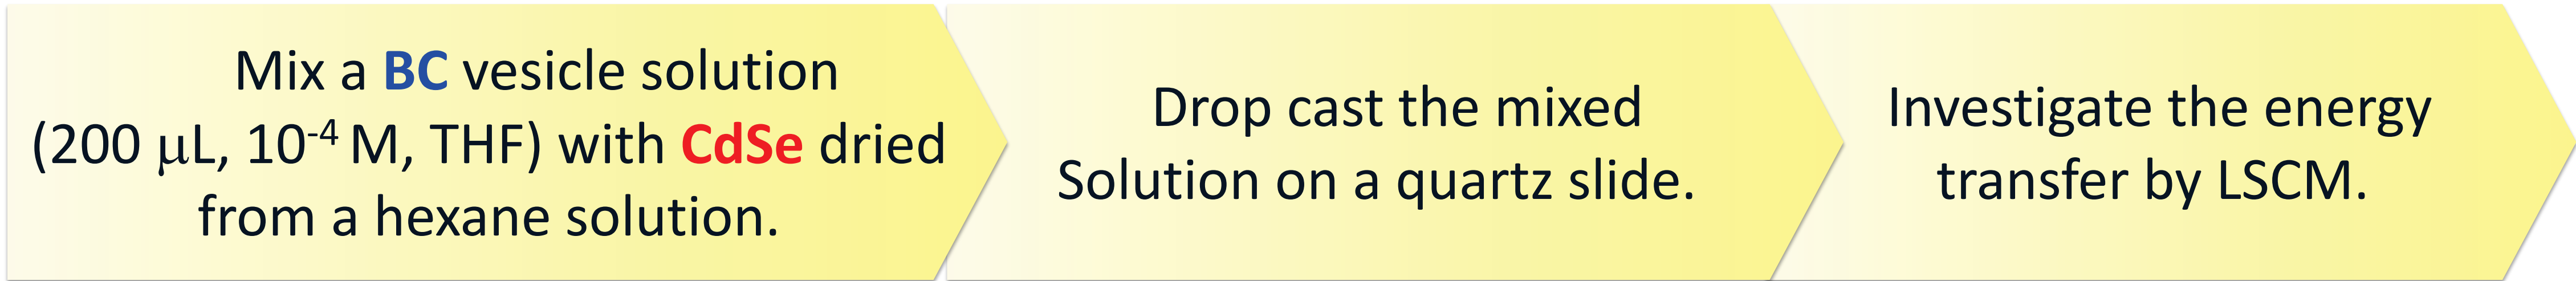 Mix a BC vesicle solution
(200 μL, 10⁻⁴ M, THF) with CdSe dried
from a hexane solution.
Drop cast the mixed
Solution on a quartz slide.
Investigate the energy
transfer by LSCM.